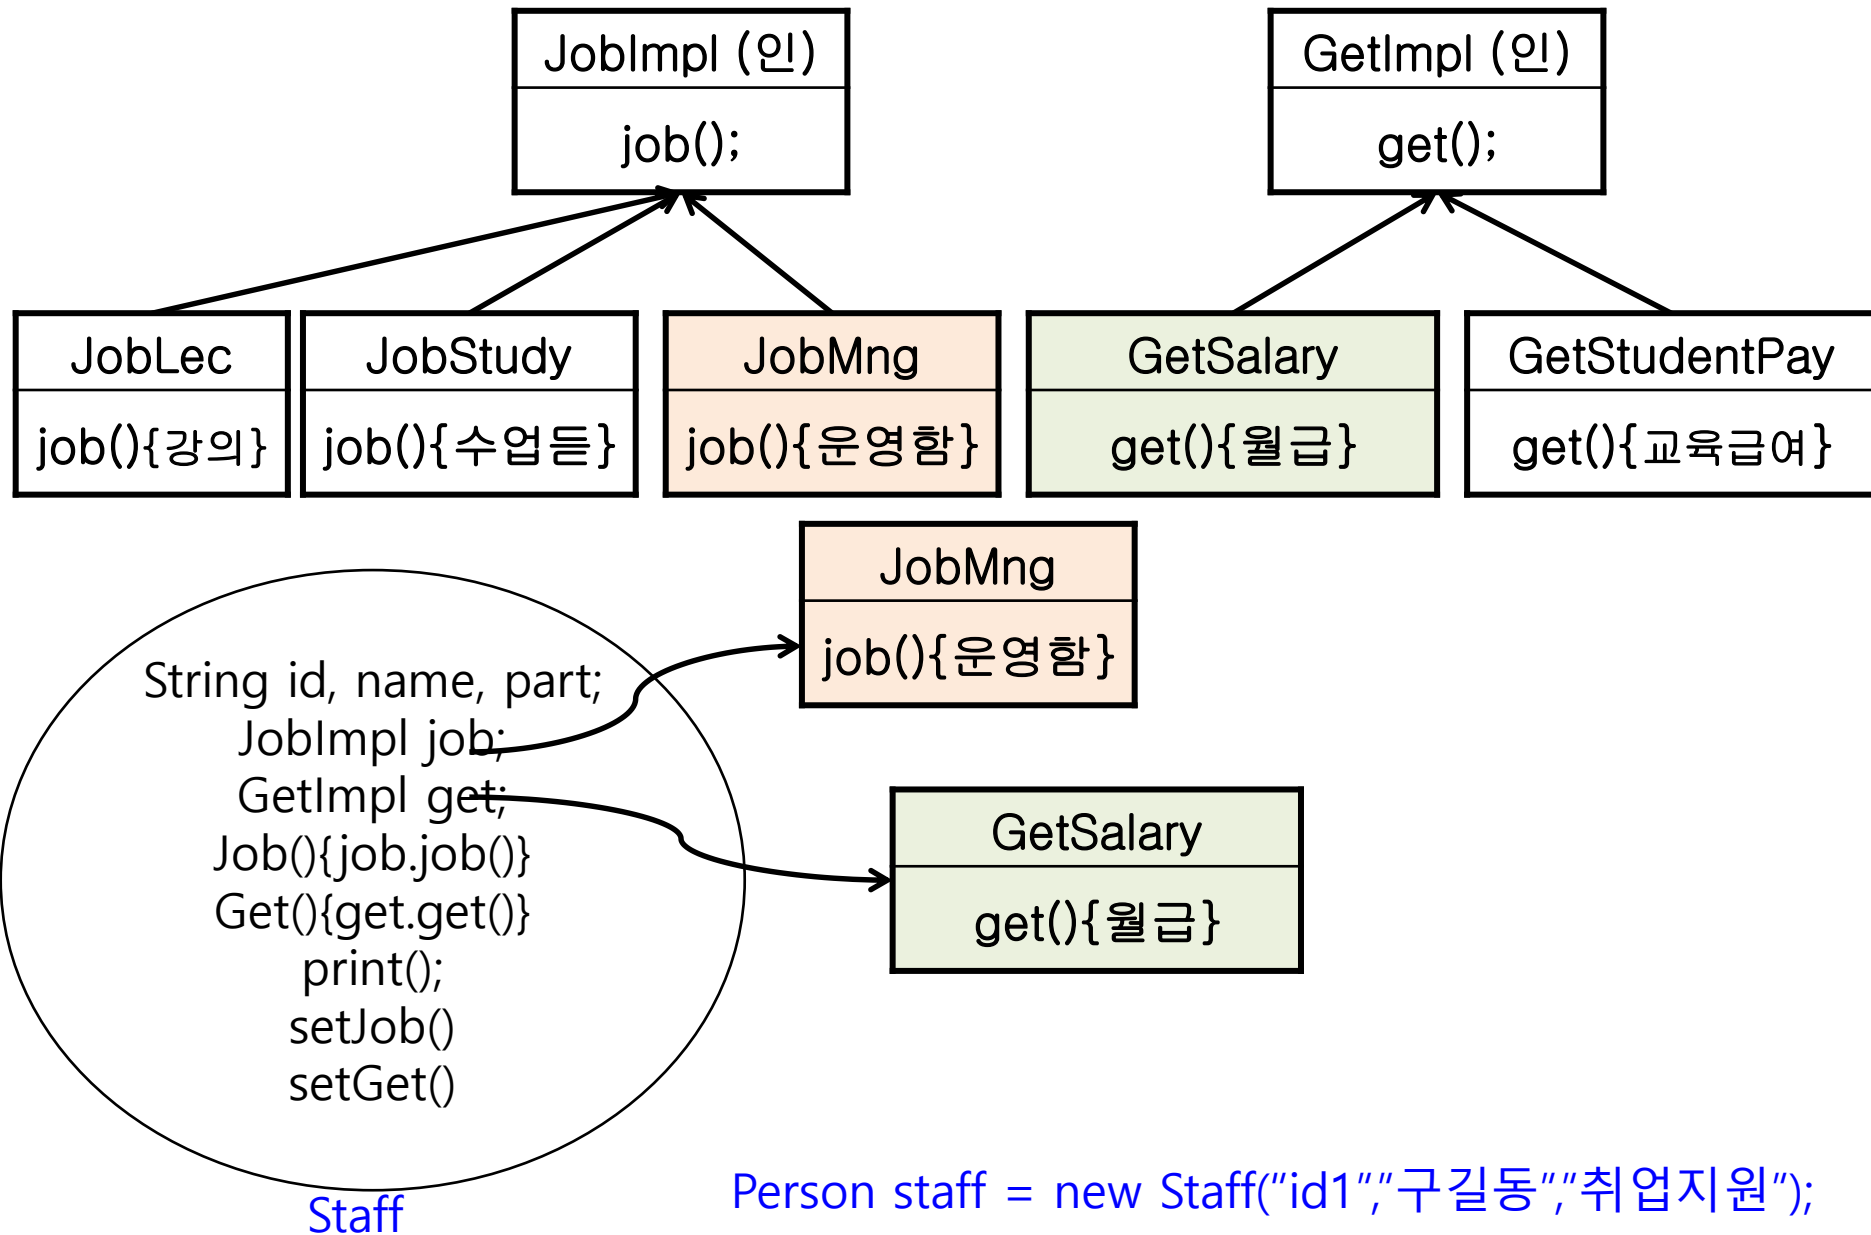 JobImpl (인)
job();
GetImpl (인)
get();
JobLec
job(){강의}
JobStudy
job(){수업듣}
JobMng
job(){운영함}
GetSalary
get(){월급}
GetStudentPay
get(){교육급여}
JobMng
job(){운영함}
String id, name, part;
JobImpl job;
GetImpl get;
Job(){job.job()}
Get(){get.get()}
print();
setJob()
setGet()
GetSalary
get(){월급}
Staff
Person staff = new Staff(“id1”,”구길동”,”취업지원”);